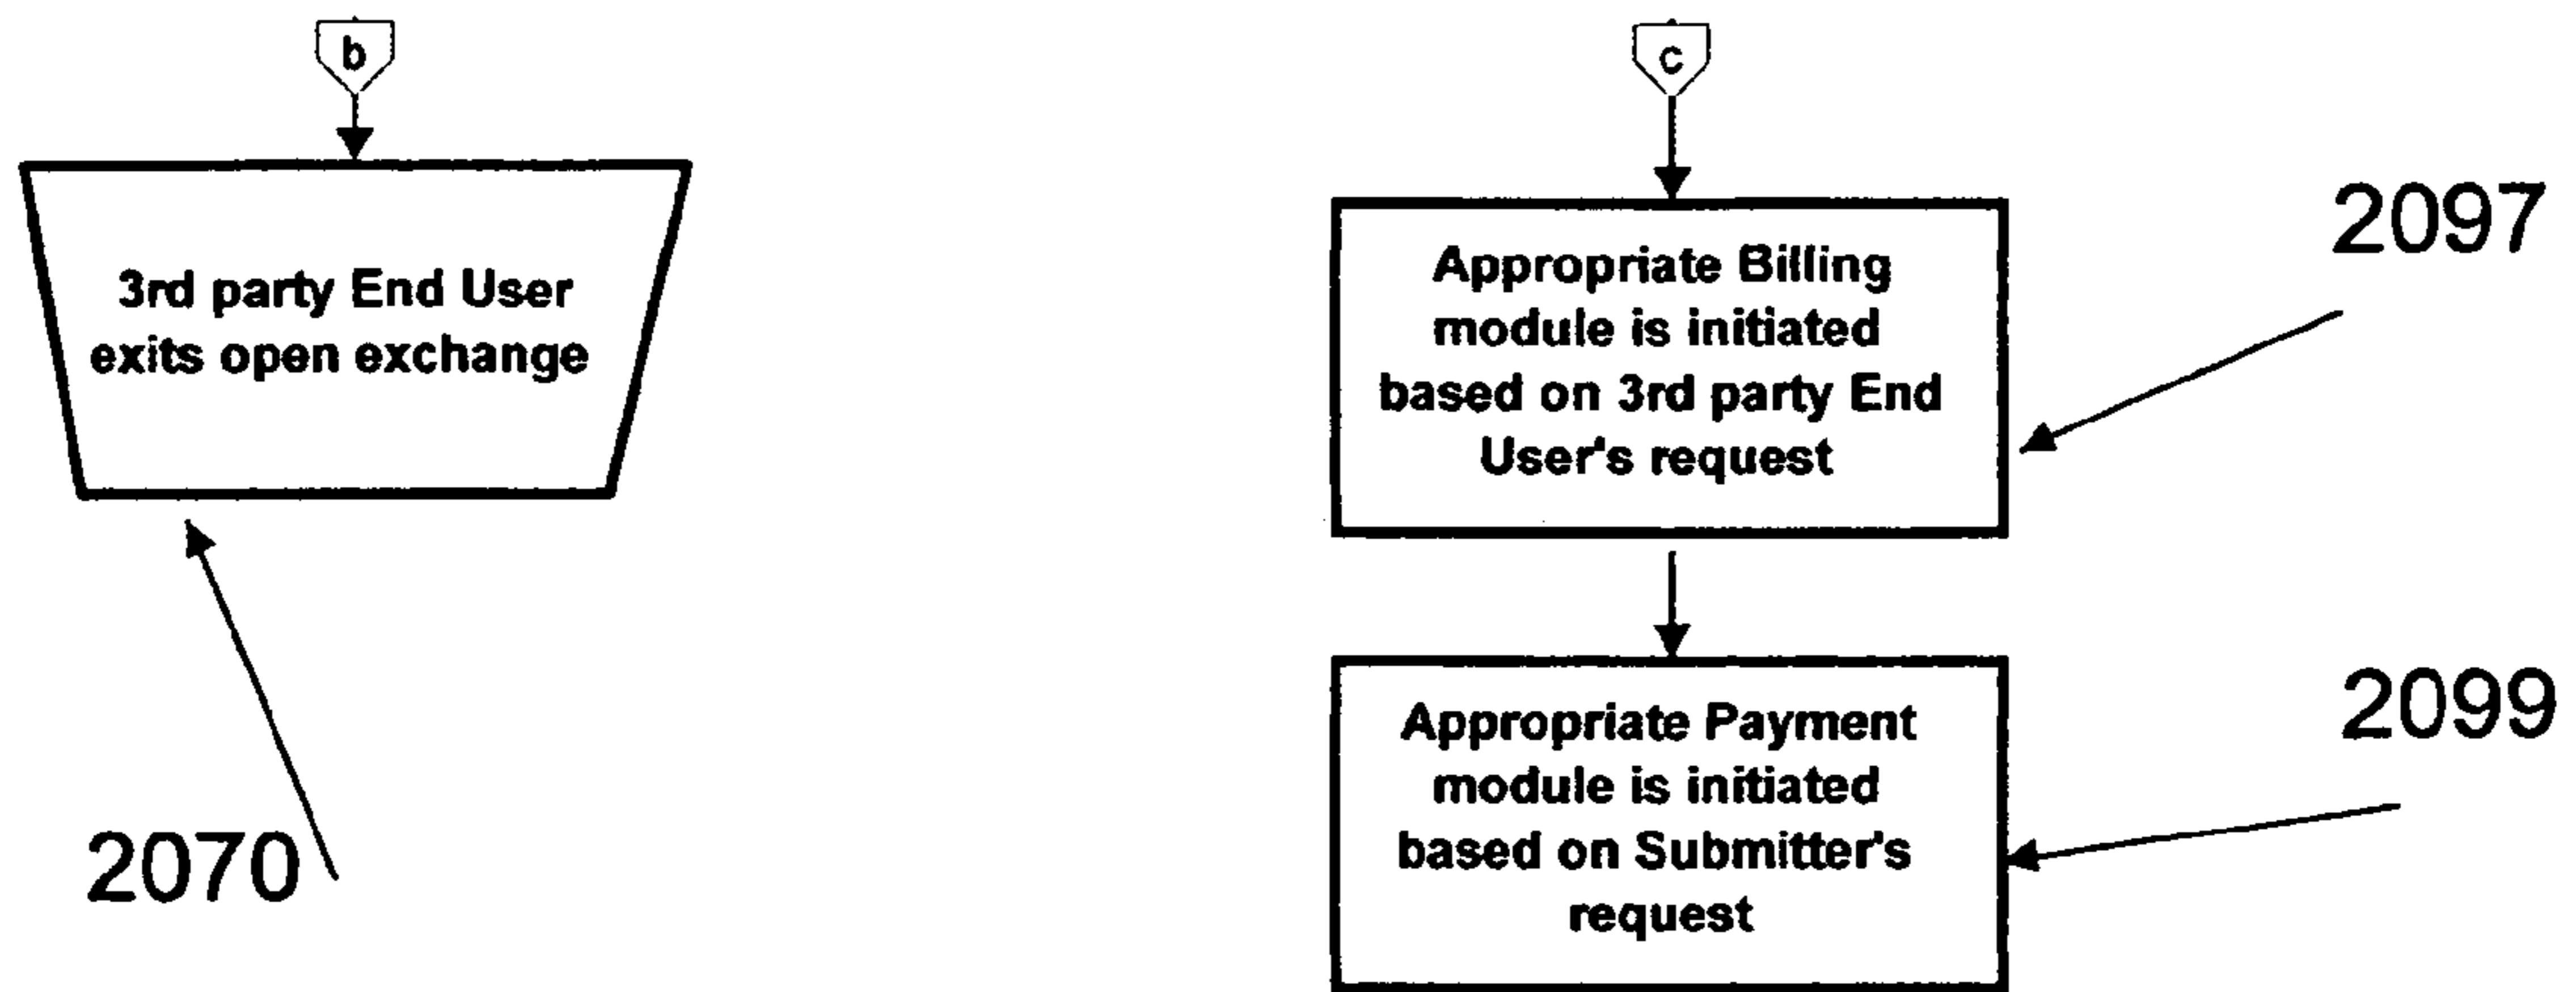 b
3rd party End User
exits open exchange
2070
c
Appropriate Billing
module is initiated
based on 3rd party End
User's request
2097
Appropriate Payment
module is initiated
based on Submitter's
request
2099